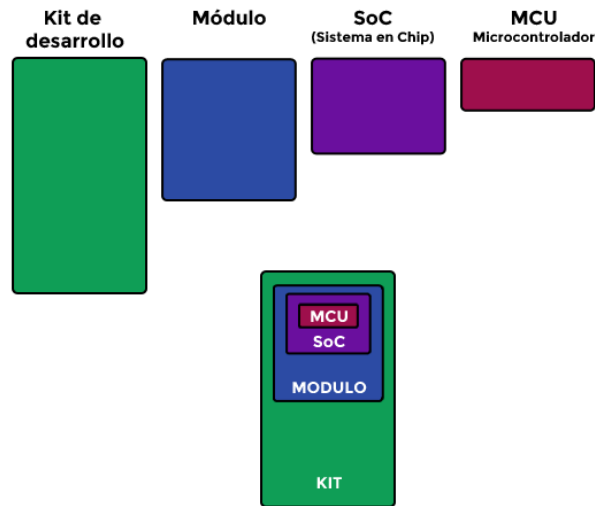 Kit de
desarrollo
Módulo
SoC
(Sistema en Chip)
MCU
Microcontrolador
MCU
SoC
MODULO
KIT